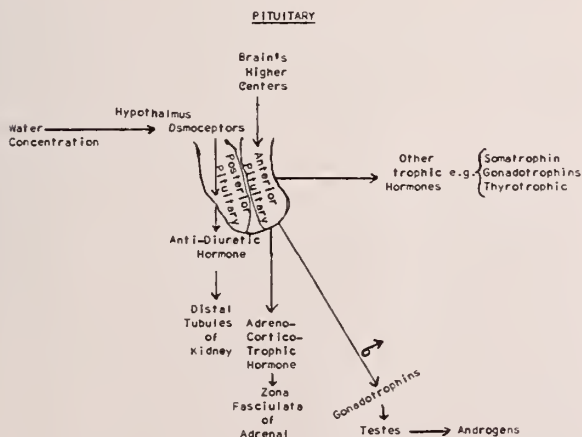 PITUITARY
Brain's
Higher
Centers
Hypothalmus
Water
Concentration
Osmoceptors
Posterior
Pituitary
Anterior
Pituitary
Other
trophic e.g.
Hormones
Somatrophin
Gonadotrophins
Thyrotrophic
Anti-Diuretic
Hormone
Distal
Tubules
of
Kidney
Adreno-
Cortico-
Trophic
Hormone
Zona
Fasciulata
of
Adrenal
♂
Gonadotrophins
Testes
Androgens